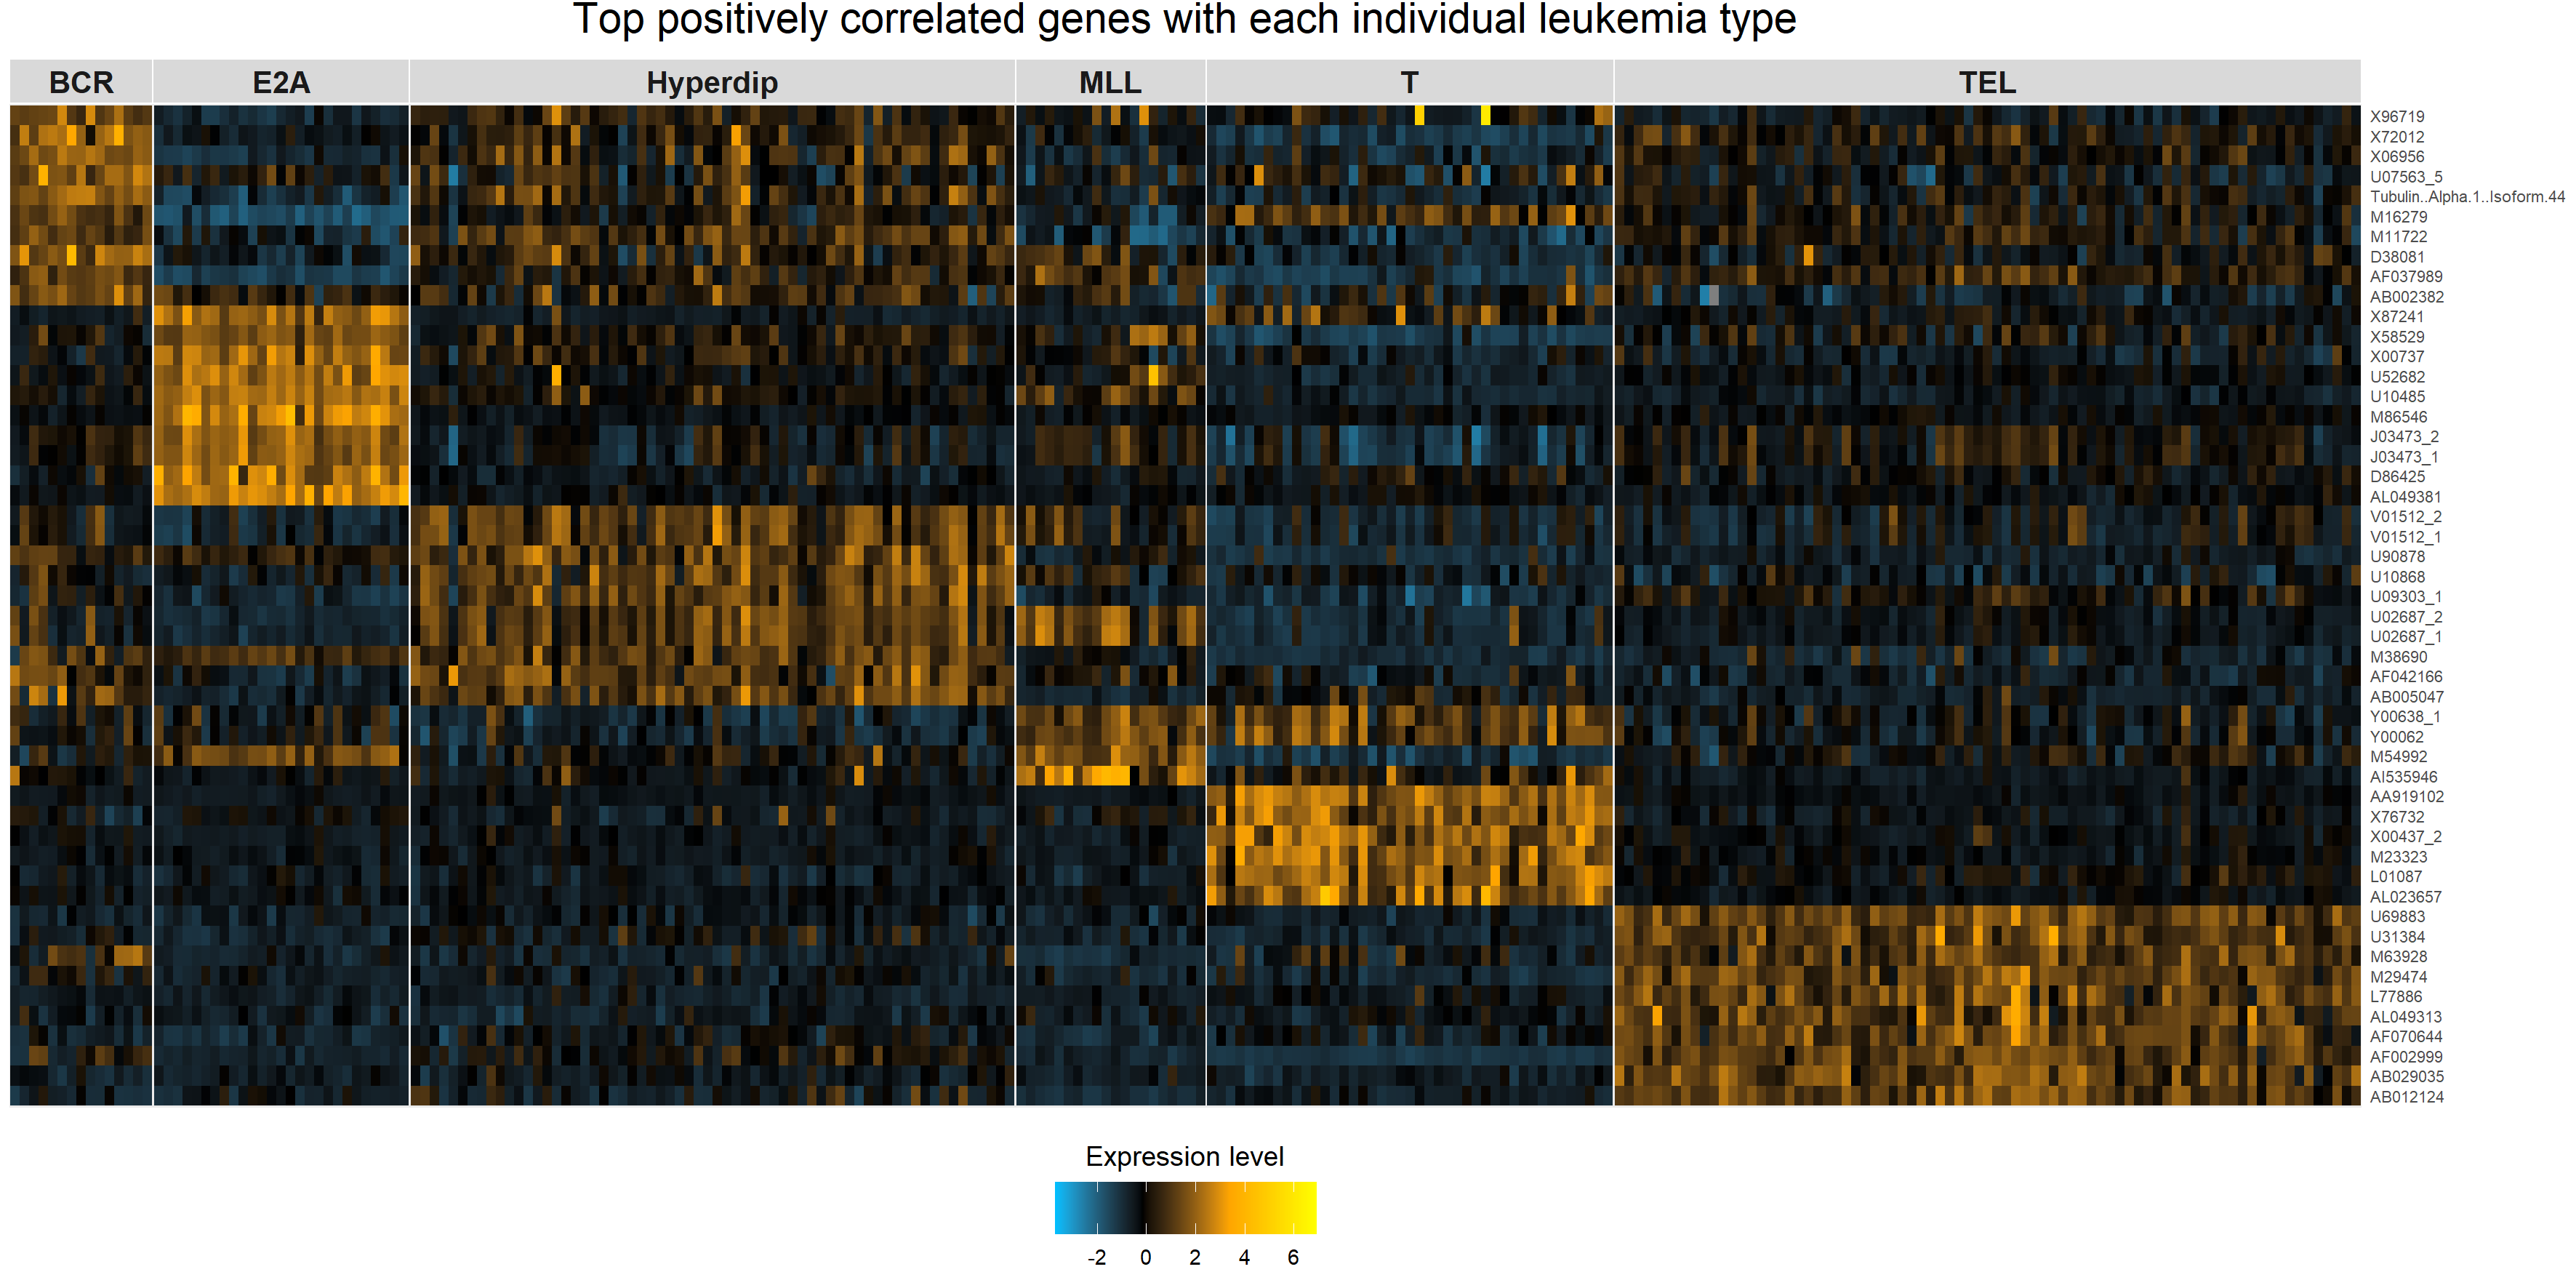 Top positively correlated genes with each individual leukemia type
BCR E2A Hyperdip MLL T TEL
X96719
X72012
X06956
U07563_5
Tubulin..Alpha.1..Isoform.44
M16279
M11722
D38081
AF037989
AB002382
X87241
X58529
X00737
U52682
U10485
M86546
J03473_2
J03473_1
D86425
AL049381
V01512_2
V01512_1
U90878
U10868
U09303_1
U02687_2
U02687_1
M38690
AF042166
AB005047
Y00638_1
Y00062
M54992
AI535946
AA919102
X76732
X00437_2
M23323
L01087
AL023657
U69883
U31384
M63928
M29474
L77886
AL049313
AF070644
AF002999
AB029035
AB012124
Expression level
-2 0 2 4 6